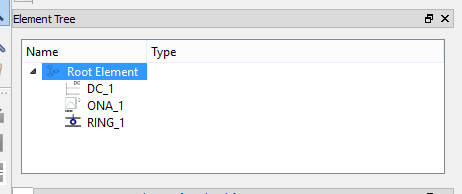 Element Tree
Name Type
Root Element
DC_1
ONA_1
RING_1